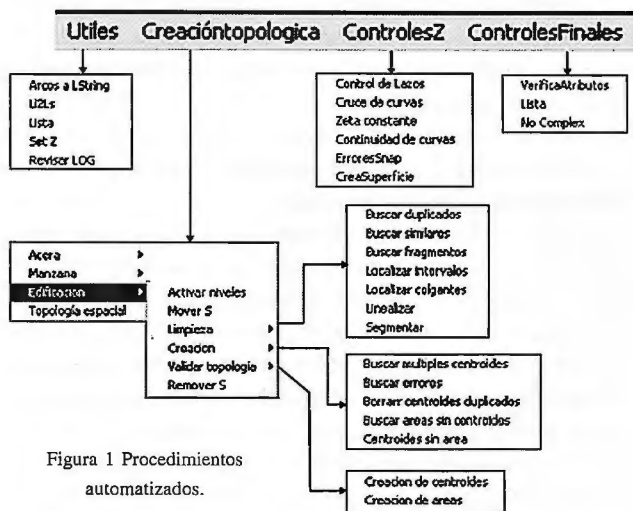 Utiles Creacióntopologica ControlesZ ControlesFinales
Arcos a LString
Li2Ls
Lista
Set Z
Revisar LOG
Control de Lazos
Cruce de curvas
Zeta constante
Continuidad de curvas
ErroresSnap
CreaSuperficie
VerificaAtributos
Lista
No Complex
Acera
Manzana
Edificacion
Topología espacial
Activar niveles
Mover S
Limpieza
Creacion
Validar topologia
Remover S
Buscar duplicados
Buscar similares
Buscar fragmentos
Localizar intervalos
Localizar colgantes
Linealizar
Segmentar
Buscar multiples centroides
Buscar errores
Borrarr centroides duplicados
Buscar areas sin centroides
Centroides sin area
Creacion de centroides
Creacion de areas
Figura 1 Procedimientos
automatizados.